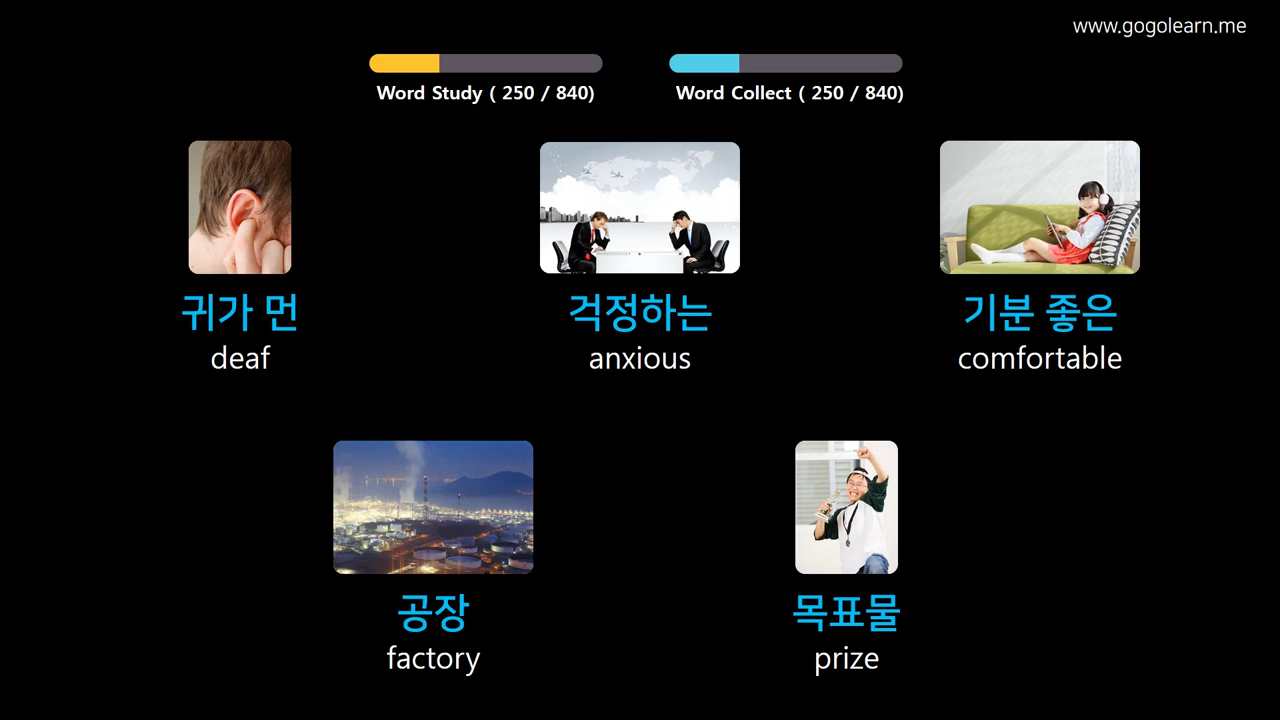 www.gogolearn.me
Word Study ( 250 / 840)
Word Collect ( 250 / 840)
귀가 먼
deaf
걱정하는
anxious
기분 좋은
comfortable
공장
factory
목표물
prize